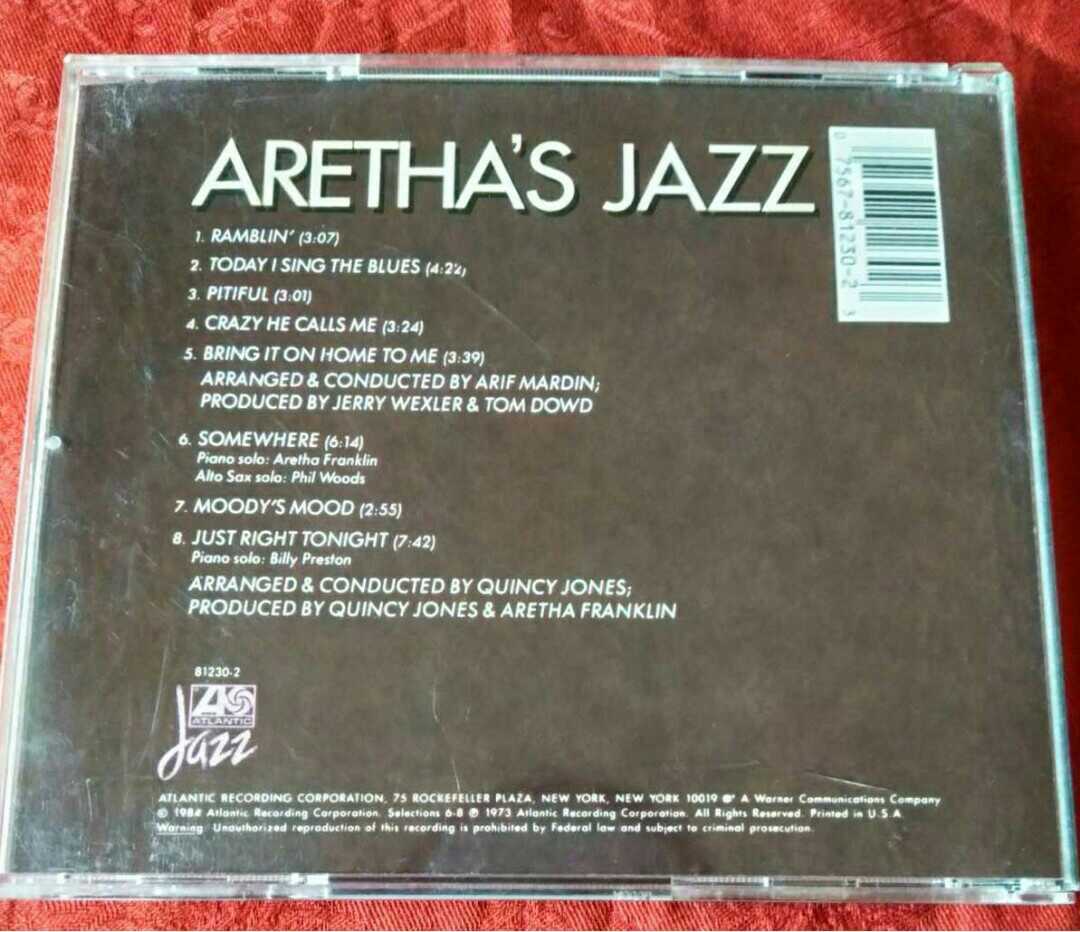 ARETHA'S JAZZ
0 7567-81230-2 3
1. RAMBLIN' (3:07)
2. TODAY I SING THE BLUES (4:22)
3. PITIFUL (3:01)
4. CRAZY HE CALLS ME (3:24)
5. BRING IT ON HOME TO ME (3:39)
ARRANGED & CONDUCTED BY ARIF MARDIN;
PRODUCED BY JERRY WEXLER & TOM DOWD
6. SOMEWHERE (6:14)
Piano solo: Aretha Franklin
Alto Sax solo: Phil Woods
7. MOODY'S MOOD (2:55)
8. JUST RIGHT TONIGHT (7:42)
Piano solo: Billy Preston
ARRANGED & CONDUCTED BY QUINCY JONES;
PRODUCED BY QUINCY JONES & ARETHA FRANKLIN
81230-2
ATLANTIC
Jazz
ATLANTIC RECORDING CORPORATION, 75 ROCKEFELLER PLAZA, NEW YORK, NEW YORK 10019 A Warner Communications Company
© 1984 Atlantic Recording Corporation. Selections 6-8 ℗ 1973 Atlantic Recording Corporation. All Rights Reserved. Printed in U.S.A
Warning: Unauthorized reproduction of this recording is prohibited by Federal law and subject to criminal prosecution.